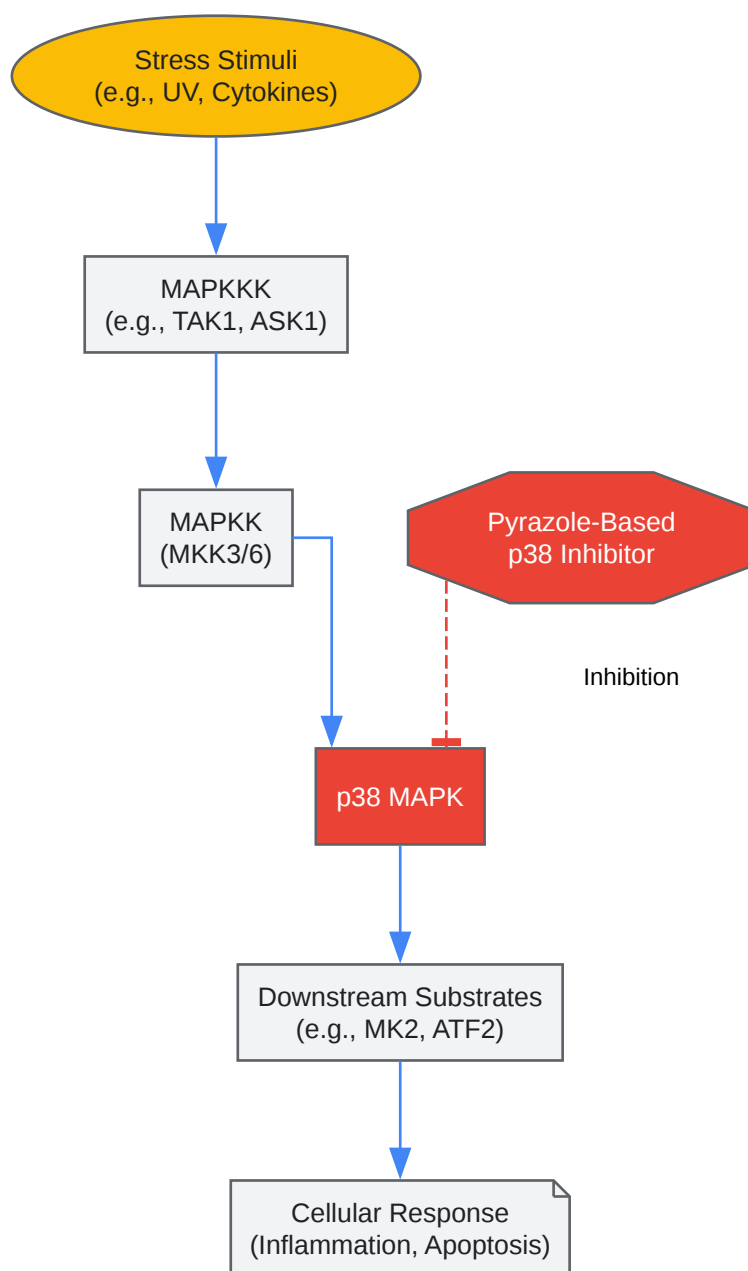 Stress Stimuli
(e.g., UV, Cytokines)
MAPKKK
(e.g., TAK1, ASK1)
MAPKK
(MKK3/6)
Pyrazole-Based
p38 Inhibitor
Inhibition
p38 MAPK
Downstream Substrates
(e.g., MK2, ATF2)
Cellular Response
(Inflammation, Apoptosis)